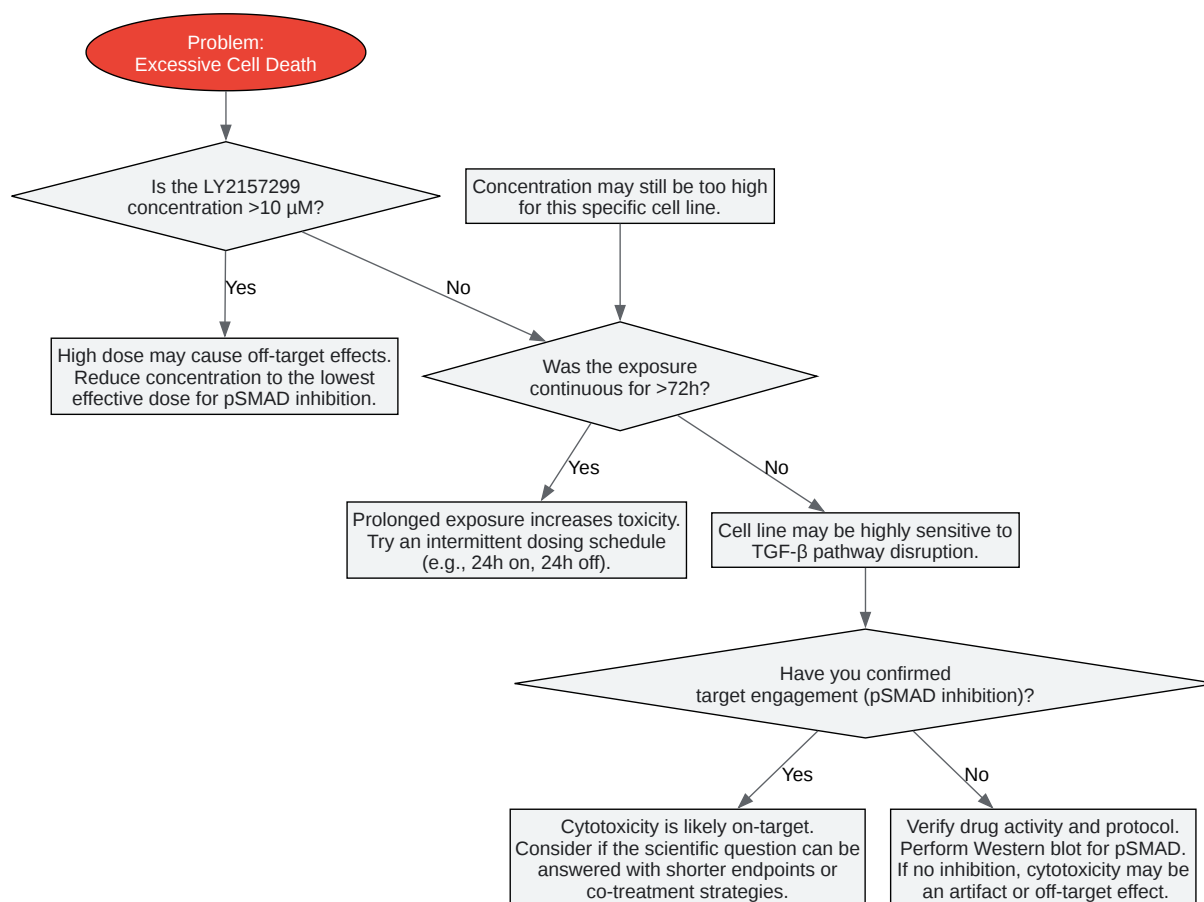 Problem:
Excessive Cell Death
Is the LY2157299
concentration >10 µM?
Concentration may still be too high
for this specific cell line.
Yes
No
High dose may cause off-target effects.
Reduce concentration to the lowest
effective dose for pSMAD inhibition.
Was the exposure
continuous for >72h?
Yes
No
Prolonged exposure increases toxicity.
Try an intermittent dosing schedule
(e.g., 24h on, 24h off).
Cell line may be highly sensitive to
TGF-β pathway disruption.
Have you confirmed
target engagement (pSMAD inhibition)?
Yes
No
Cytotoxicity is likely on-target.
Consider if the scientific question can be
answered with shorter endpoints or
co-treatment strategies.
Verify drug activity and protocol.
Perform Western blot for pSMAD.
If no inhibition, cytotoxicity may be
an artifact or off-target effect.